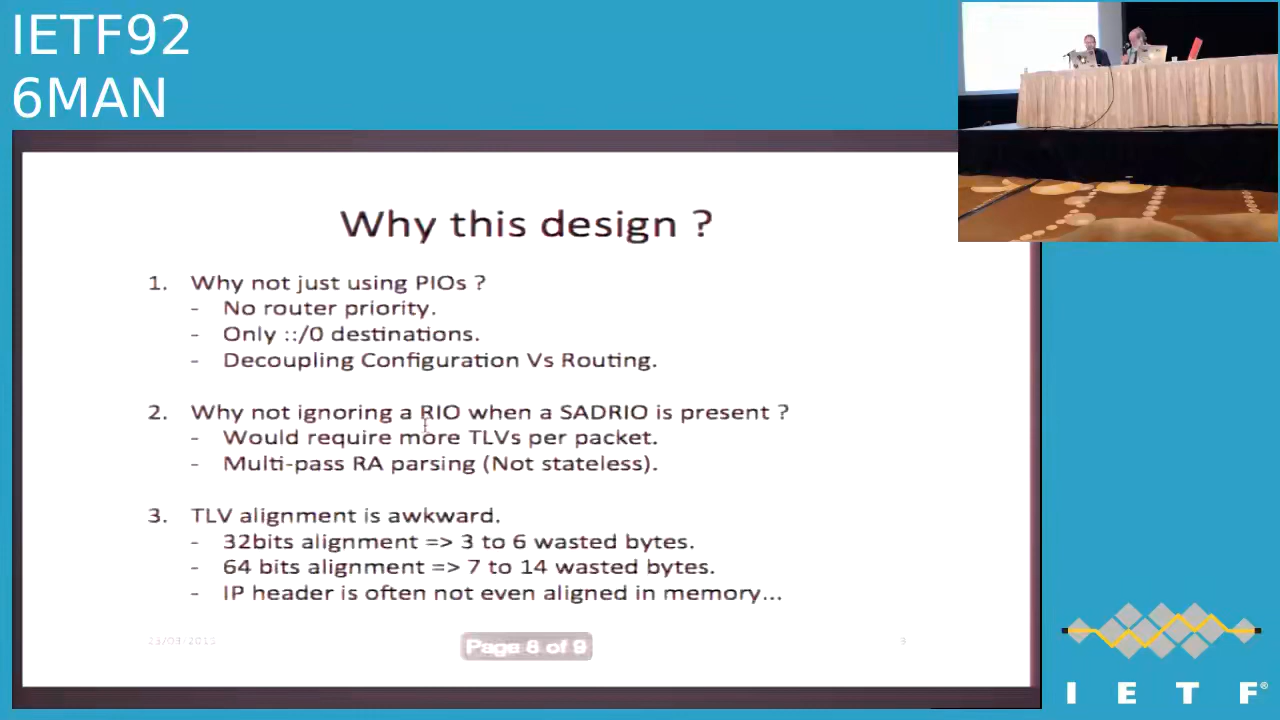 IETF92
6MAN
Why this design ?
1. Why not just using PIOs ?
- No router priority.
- Only ::/0 destinations.
- Decoupling Configuration Vs Routing.
2. Why not ignoring a RIO when a SADRIO is present ?
- Would require more TLVs per packet.
- Multi-pass RA parsing (Not stateless).
3. TLV alignment is awkward.
- 32bits alignment => 3 to 6 wasted bytes.
- 64 bits alignment => 7 to 14 wasted bytes.
- IP header is often not even aligned in memory...
23/03/2015
Page 8 of 9
I E T F®